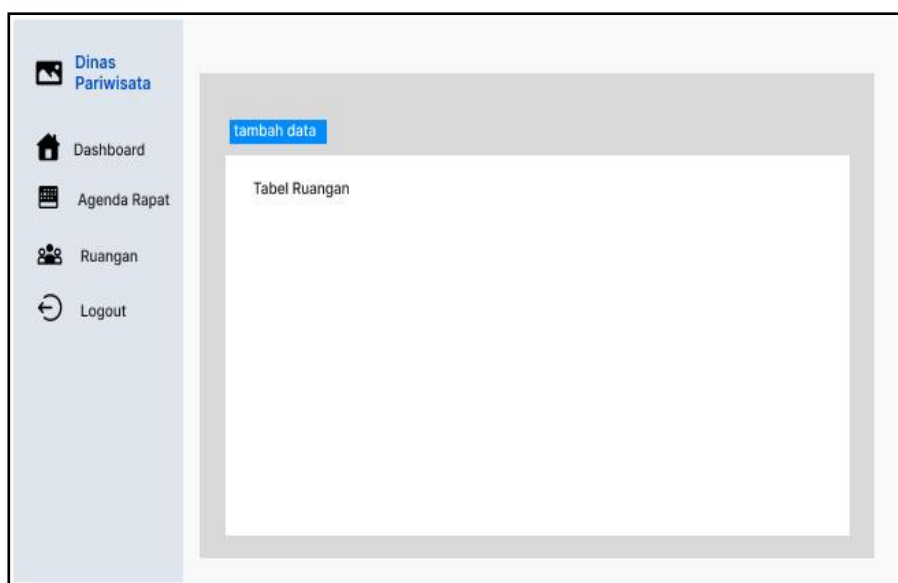 Dinas
Pariwisata
Dashboard
Agenda Rapat
Ruangan
Logout
tambah data
Tabel Ruangan